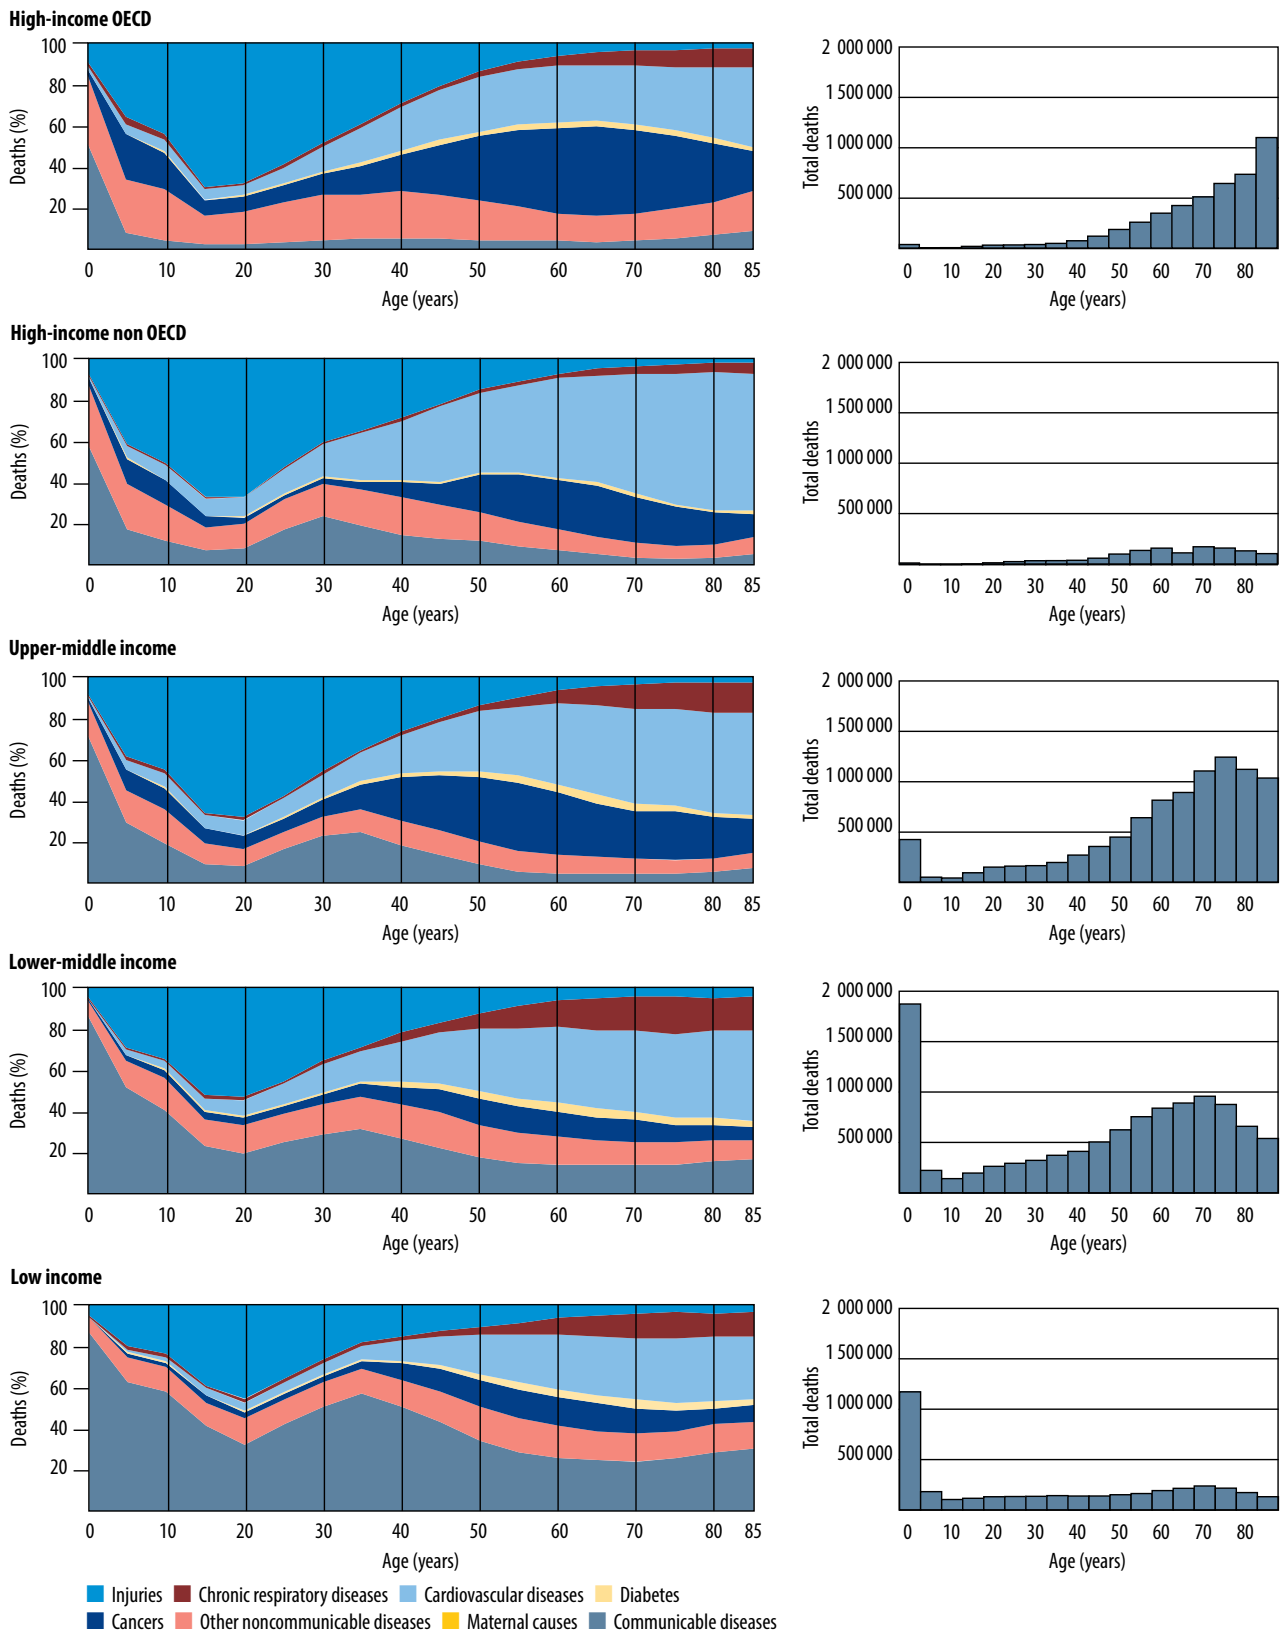 High-income OECD
100
80
60
40
20
Deaths (%)
0 10 20 30 40 50 60 70 80 85
Age (years)
2 000 000
1 500 000
1 000 000
500 000
Total deaths
0 10 20 30 40 50 60 70 80
Age (years)
High-income non OECD
100
80
60
40
20
Deaths (%)
0 10 20 30 40 50 60 70 80 85
Age (years)
2 000 000
1 500 000
1 000 000
500 000
Total deaths
0 10 20 30 40 50 60 70 80
Age (years)
Upper-middle income
100
80
60
40
20
Deaths (%)
0 10 20 30 40 50 60 70 80 85
Age (years)
2 000 000
1 500 000
1 000 000
500 000
Total deaths
0 10 20 30 40 50 60 70 80
Age (years)
Lower-middle income
100
80
60
40
20
Deaths (%)
0 10 20 30 40 50 60 70 80 85
Age (years)
2 000 000
1 500 000
1 000 000
500 000
Total deaths
0 10 20 30 40 50 60 70 80
Age (years)
Low income
100
80
60
40
20
Deaths (%)
0 10 20 30 40 50 60 70 80 85
Age (years)
2 000 000
1 500 000
1 000 000
500 000
Total deaths
0 10 20 30 40 50 60 70 80
Age (years)
Injuries Chronic respiratory diseases Cardiovascular diseases Diabetes
Cancers Other noncommunicable diseases Maternal causes Communicable diseases